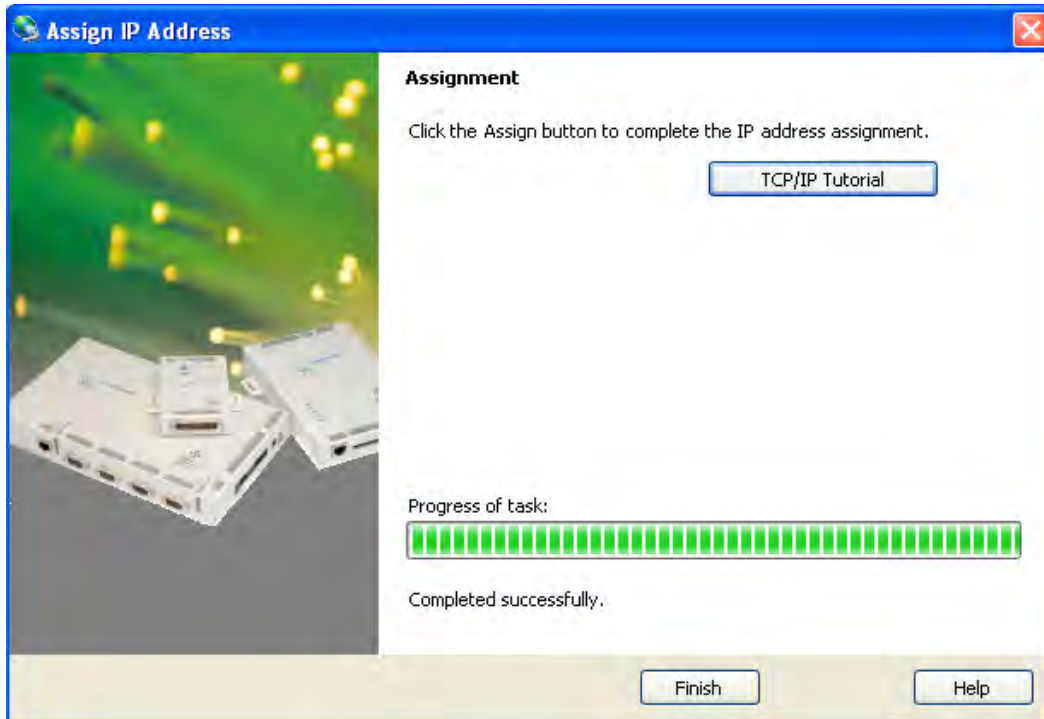 Assign IP Address
Assignment
Click the Assign button to complete the IP address assignment.
TCP/IP Tutorial
Progress of task:
Completed successfully.
Finish
Help